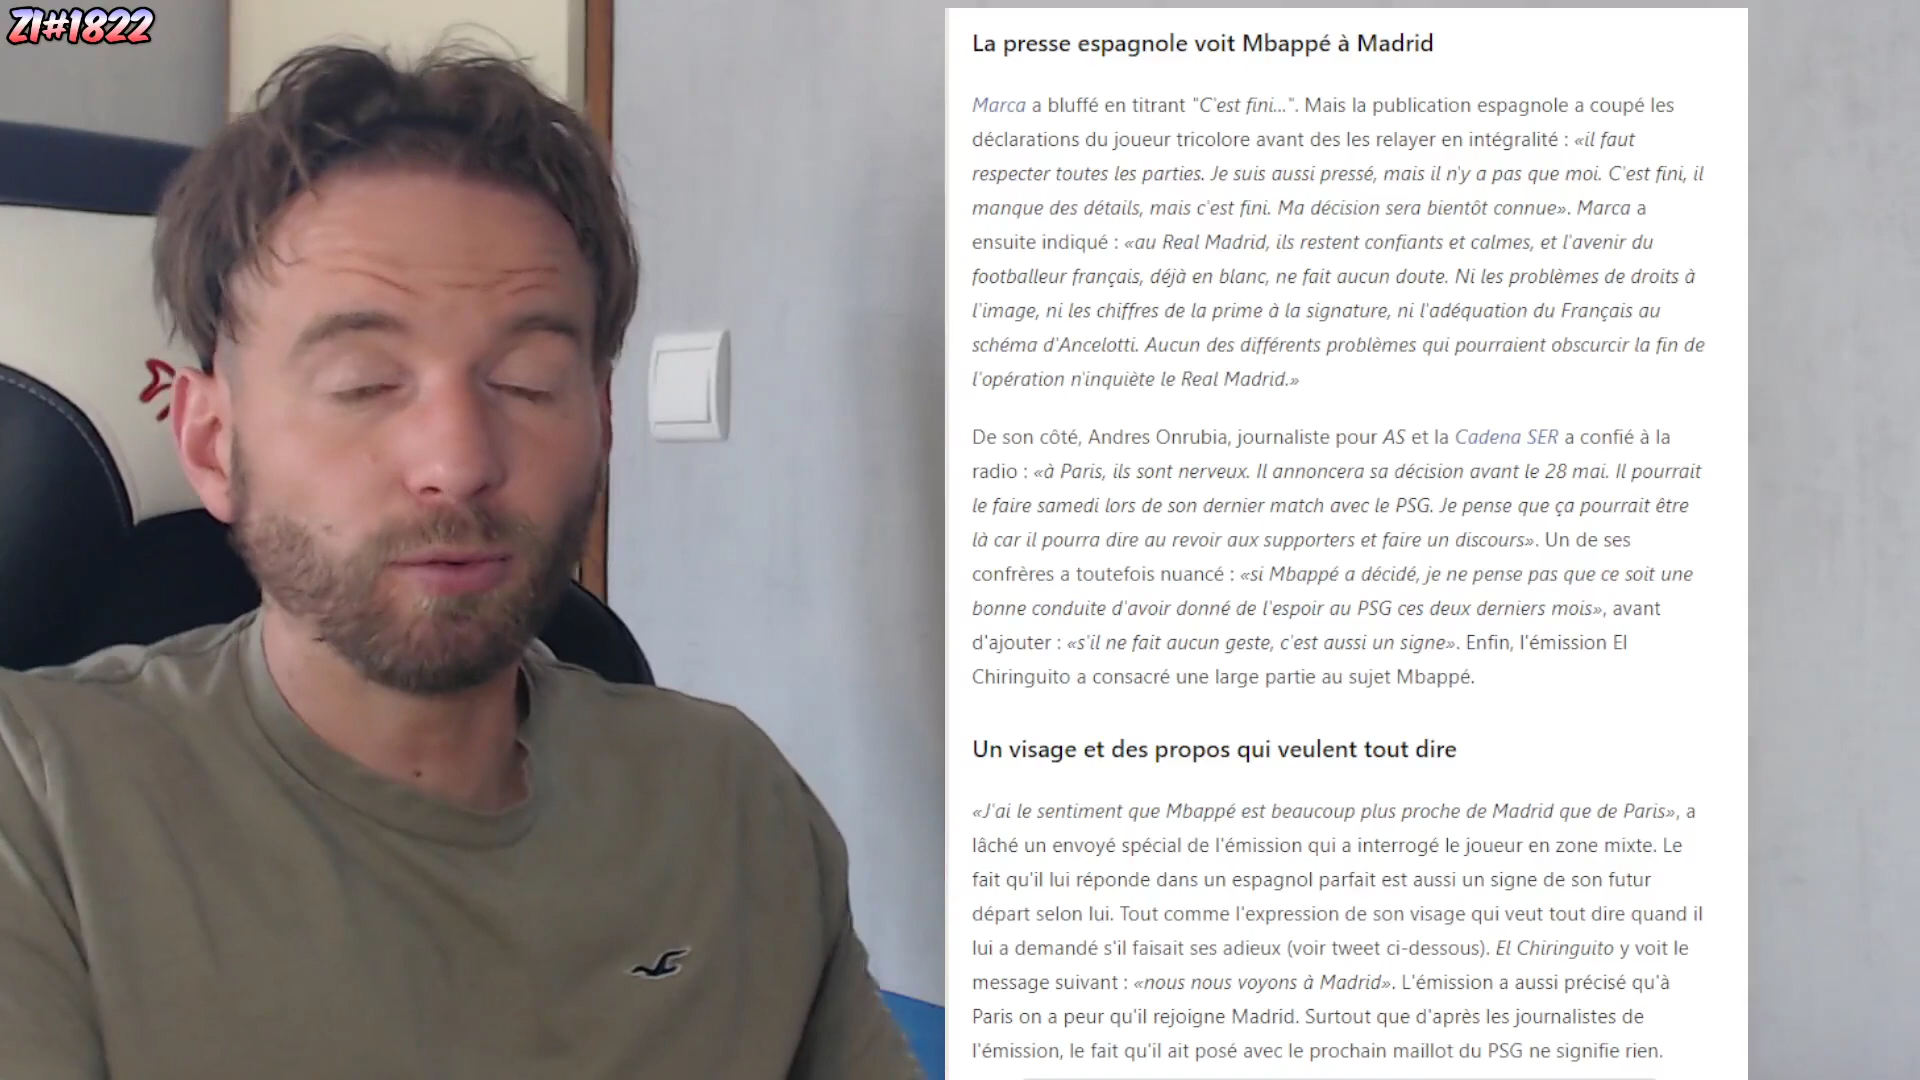 ZI#1822
La presse espagnole voit Mbappé à Madrid
Marca a bluffé en titrant "C'est fini...". Mais la publication espagnole a coupé les
déclarations du joueur tricolore avant des les relayer en intégralité : «il faut
respecter toutes les parties. Je suis aussi pressé, mais il n'y a pas que moi. C'est fini, il
manque des détails, mais c'est fini. Ma décision sera bientôt connue». Marca a
ensuite indiqué : «au Real Madrid, ils restent confiants et calmes, et l'avenir du
footballeur français, déjà en blanc, ne fait aucun doute. Ni les problèmes de droits à
l'image, ni les chiffres de la prime à la signature, ni l'adéquation du Français au
schéma d'Ancelotti. Aucun des différents problèmes qui pourraient obscurcir la fin de
l'opération n'inquiète le Real Madrid.»
De son côté, Andres Onrubia, journaliste pour AS et la Cadena SER a confié à la
radio : «à Paris, ils sont nerveux. Il annoncera sa décision avant le 28 mai. Il pourrait
le faire samedi lors de son dernier match avec le PSG. Je pense que ça pourrait être
là car il pourra dire au revoir aux supporters et faire un discours». Un de ses
confrères a toutefois nuancé : «si Mbappé a décidé, je ne pense pas que ce soit une
bonne conduite d'avoir donné de l'espoir au PSG ces deux derniers mois», avant
d'ajouter : «s'il ne fait aucun geste, c'est aussi un signe». Enfin, l'émission El
Chiringuito a consacré une large partie au sujet Mbappé.
Un visage et des propos qui veulent tout dire
«J'ai le sentiment que Mbappé est beaucoup plus proche de Madrid que de Paris», a
lâché un envoyé spécial de l'émission qui a interrogé le joueur en zone mixte. Le
fait qu'il lui réponde dans un espagnol parfait est aussi un signe de son futur
départ selon lui. Tout comme l'expression de son visage qui veut tout dire quand il
lui a demandé s'il faisait ses adieux (voir tweet ci-dessous). El Chiringuito y voit le
message suivant : «nous nous voyons à Madrid». L'émission a aussi précisé qu'à
Paris on a peur qu'il rejoigne Madrid. Surtout que d'après les journalistes de
l'émission, le fait qu'il ait posé avec le prochain maillot du PSG ne signifie rien.